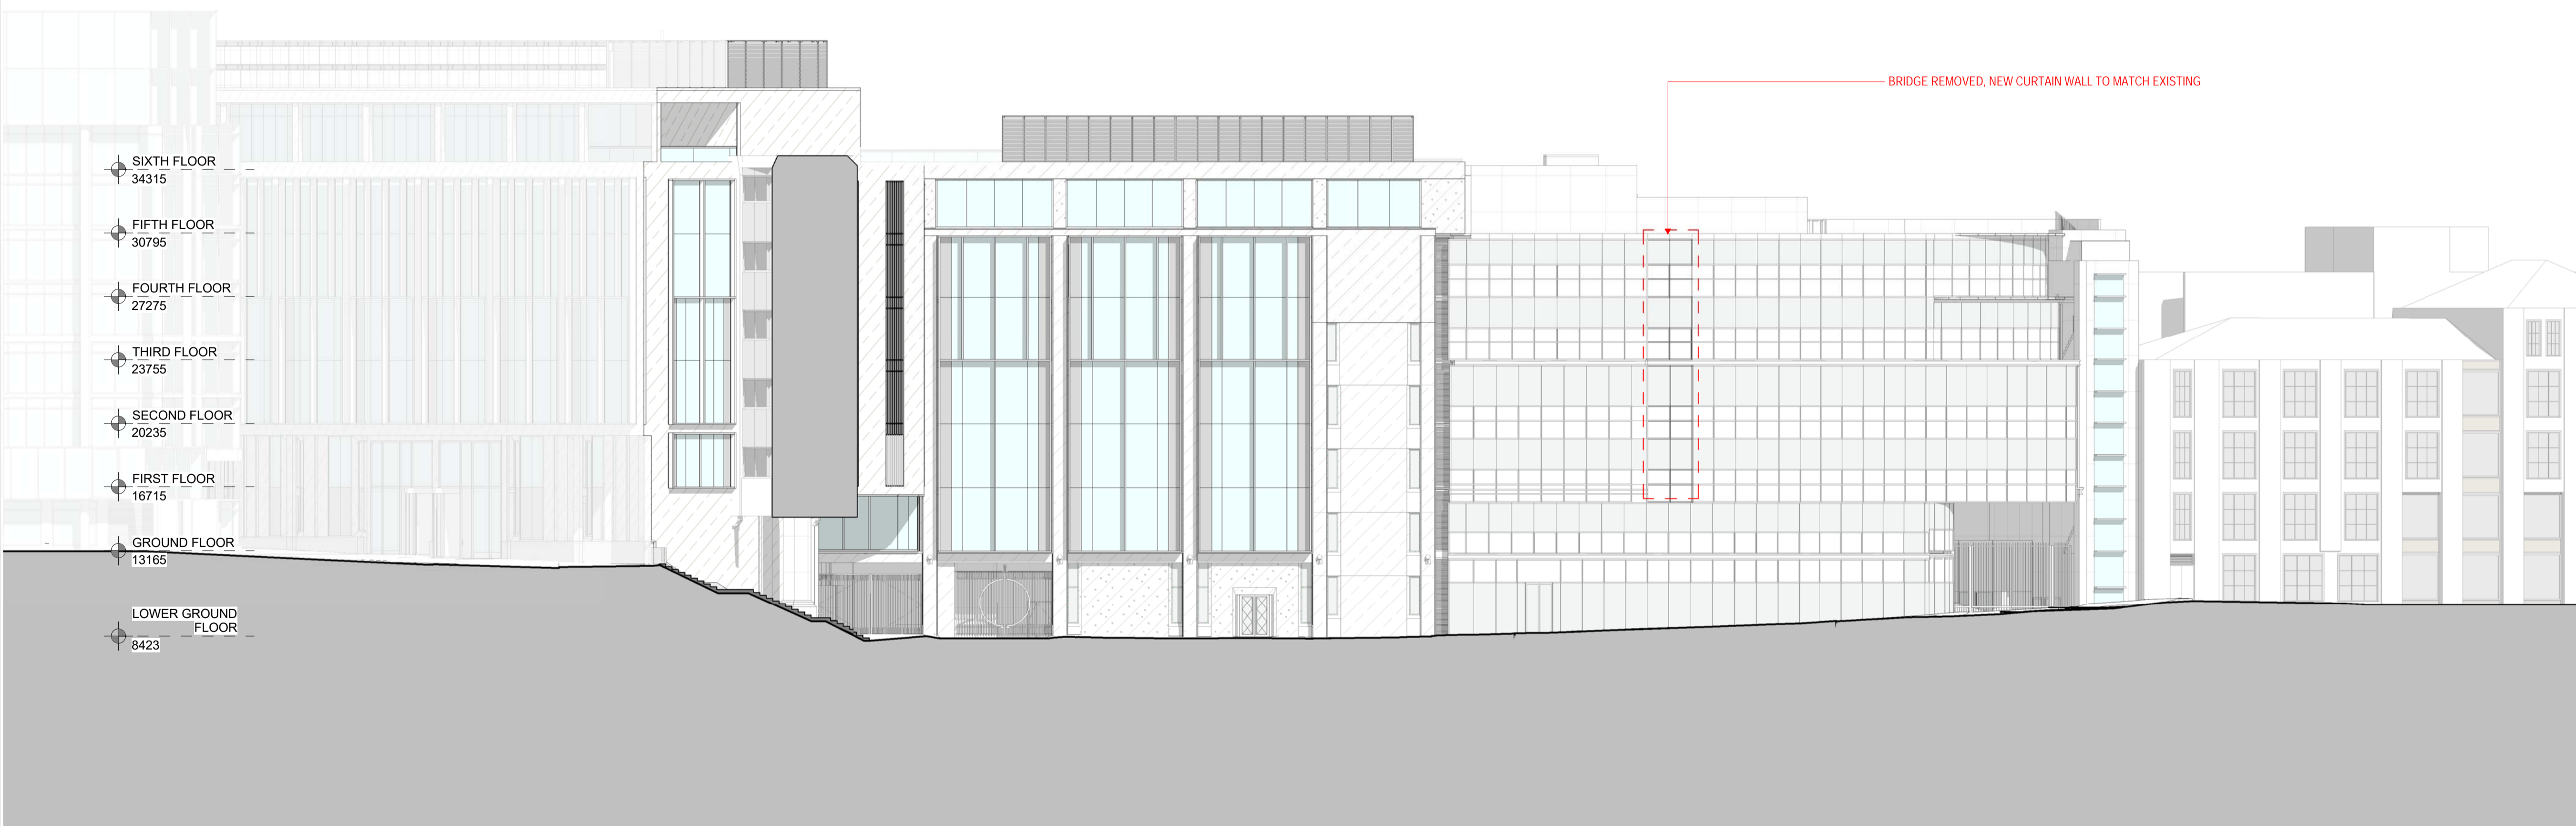 BRIDGE REMOVED, NEW CURTAIN WALL TO MATCH EXISTING
SIXTH FLOOR
34315
FIFTH FLOOR
30795
FOURTH FLOOR
27275
THIRD FLOOR
23755
SECOND FLOOR
20235
FIRST FLOOR
16715
GROUND FLOOR
13165
LOWER GROUND
FLOOR
8423